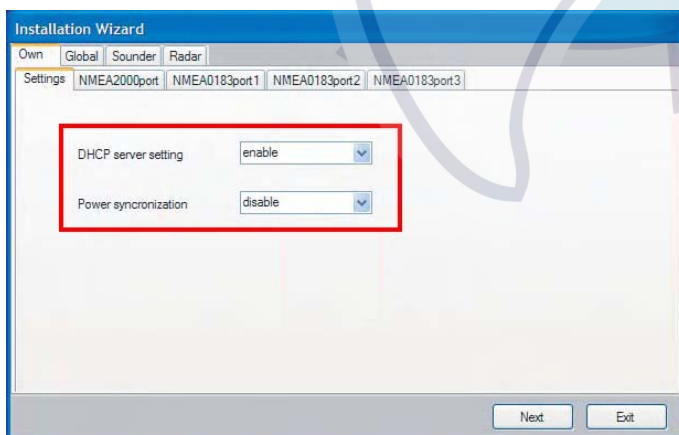 Installation Wizard
Own Global Sounder Radar
Settings NMEA2000port NMEA0183port1 NMEA0183port2 NMEA0183port3
DHCP server setting enable
Power syncronization disable
Next Exit